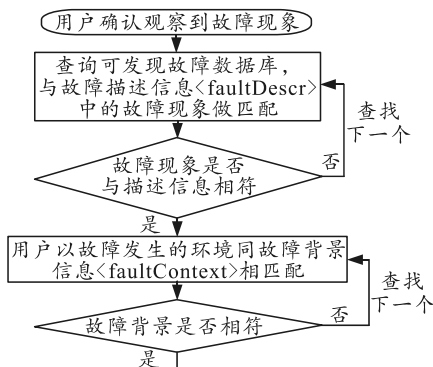 用户确认观察到故障现象
查询可发现故障数据库，
与故障描述信息<faultDescr>
中的故障现象做匹配
查找
下一个
故障现象是否
与描述信息相符
否
是
用户以故障发生的环境同故障背景
信息<faultContext>相匹配
查找
下一个
故障背景是否相符
否
是